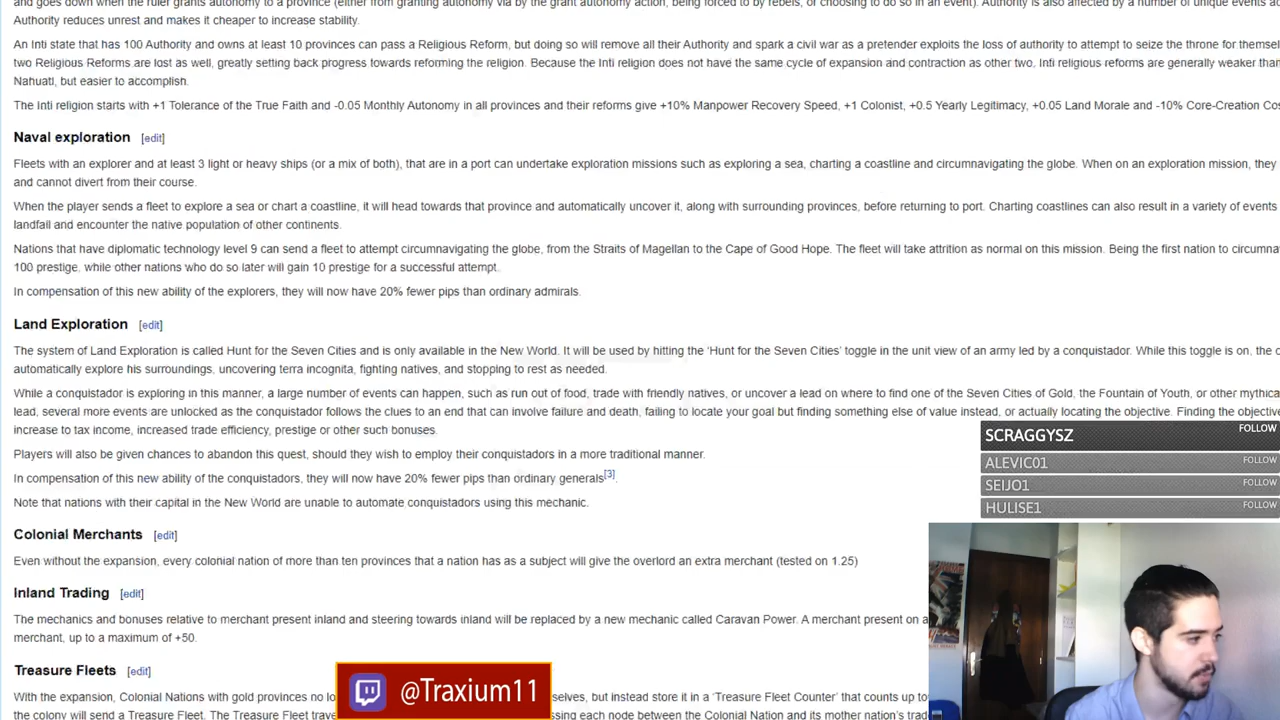 and goes down when the ruler grants autonomy to a province (either from granting autonomy via by the grant autonomy action, being forced to by rebels, or choosing to do so in an event). Authority is also affected by a number of unique events
Authority reduces unrest and makes it cheaper to increase stability.
An Inti state that has 100 Authority and owns at least 10 provinces can pass a Religious Reform, but doing so will remove all their Authority and spark a civil war as a pretender exploits the loss of authority to attempt to seize the throne for
two Religious Reforms are lost as well, greatly setting back progress towards reforming the religion. Because the Inti religion does not have the same cycle of expansion and contraction as other two, Inti religious reforms are generally weaker
Nahuatl, but easier to accomplish.
The Inti religion starts with +1 Tolerance of the True Faith and -0.05 Monthly Autonomy in all provinces and their reforms give +10% Manpower Recovery Speed, +1 Colonist, +0.5 Yearly Legitimacy, +0.05 Land Morale and -10% Core-Creation
Naval exploration [edit]
Fleets with an explorer and at least 3 light or heavy ships (or a mix of both), that are in a port can undertake exploration missions such as exploring a sea, charting a coastline and circumnavigating the globe. When on an exploration mission, they
and cannot divert from their course.
When the player sends a fleet to explore a sea or chart a coastline, it will head towards that province and automatically uncover it, along with surrounding provinces, before returning to port. Charting coastlines can also result in a variety of events
landfall and encounter the native population of other continents.
Nations that have diplomatic technology level 9 can send a fleet to attempt circumnavigating the globe, from the Straits of Magellan to the Cape of Good Hope. The fleet will take attrition as normal on this mission. Being the first nation to
100 prestige, while other nations who do so later will gain 10 prestige for a successful attempt.
In compensation of this new ability of the explorers, they will now have 20% fewer pips than ordinary admirals.
Land Exploration [edit]
The system of Land Exploration is called Hunt for the Seven Cities and is only available in the New World. It will be used by hitting the 'Hunt for the Seven Cities' toggle in the unit view of an army led by a conquistador. While this toggle is on, the
automatically explore his surroundings, uncovering terra incognita, fighting natives, and stopping to rest as needed.
While a conquistador is exploring in this manner, a large number of events can happen, such as run out of food, trade with friendly natives, or uncover a lead on where to find one of the Seven Cities of Gold, the Fountain of Youth, or other
lead, several more events are unlocked as the conquistador follows the clues to an end that can involve failure and death, failing to locate your goal but finding something else of value instead, or actually locating the objective. Finding the
increase to tax income, increased trade efficiency, prestige or other such bonuses.
Players will also be given chances to abandon this quest, should they wish to employ their conquistadors in a more traditional manner.
In compensation of this new ability of the conquistadors, they will now have 20% fewer pips than ordinary generals[3].
Note that nations with their capital in the New World are unable to automate conquistadors using this mechanic.
SCRAGGYSZ FOLLOW
ALEVIC01 FOLLOW
SEIJO1 FOLLOW
HULISE1 FOLLOW
Colonial Merchants [edit]
Even without the expansion, every colonial nation of more than ten provinces that a nation has as a subject will give the overlord an extra merchant (tested on 1.25)
Inland Trading [edit]
The mechanics and bonuses relative to merchant present inland and steering towards inland will be replaced by a new mechanic called Caravan Power. A merchant present on
merchant, up to a maximum of +50.
Treasure Fleets [edit]
With the expansion, Colonial Nations with gold provinces no selves, but instead store it in a 'Treasure Fleet Counter' that counts up
the colony will send a Treasure Fleet. The Treasure Fleet each node between the Colonial Nation and its mother nation's
@Traxium11